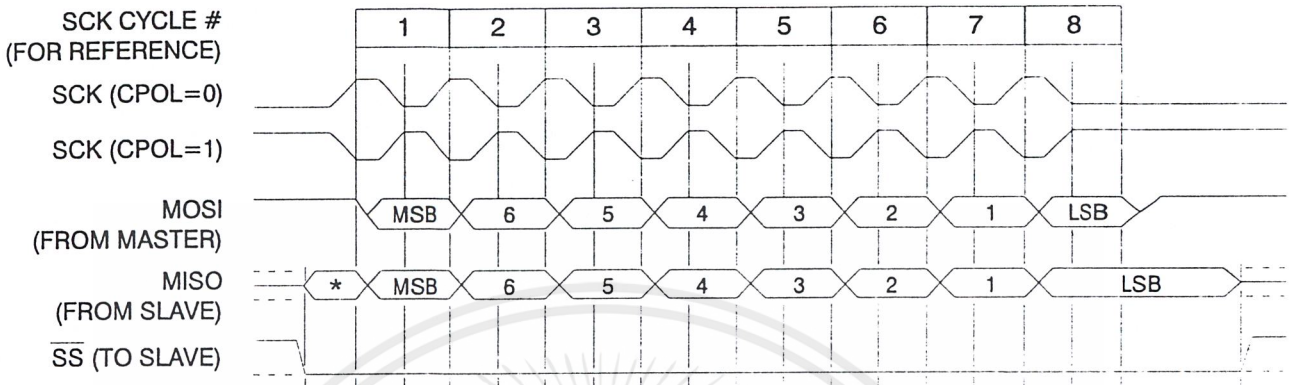 SCK CYCLE #
(FOR REFERENCE)
1 2 3 4 5 6 7 8
SCK (CPOL=0)
SCK (CPOL=1)
MOSI
(FROM MASTER)
MSB 6 5 4 3 2 1 LSB
MISO
(FROM SLAVE)
* MSB 6 5 4 3 2 1 LSB
SS (TO SLAVE)